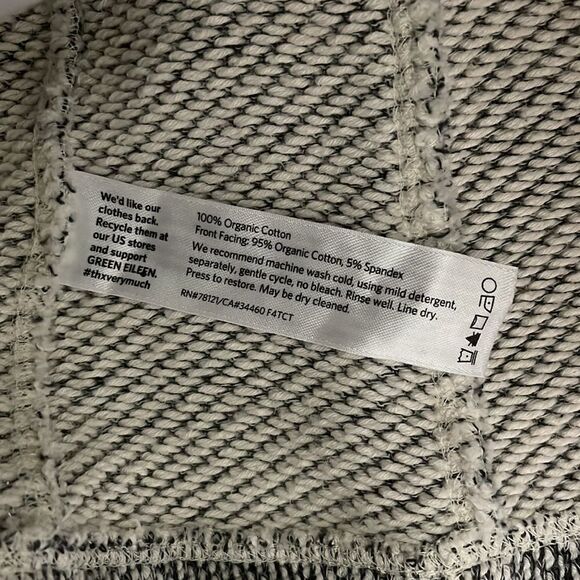 We'd like our
clothes back.
Recycle them at
our US stores
and support
GREEN EILEEN.
#thxverymuch
100% Organic Cotton
Front Facing: 95% Organic Cotton, 5% Spandex
We recommend machine wash cold, using mild detergent,
separately, gentle cycle, no bleach. Rinse well. Line dry.
Press to restore. May be dry cleaned.
RN#78121/CA#34460 F4TCT